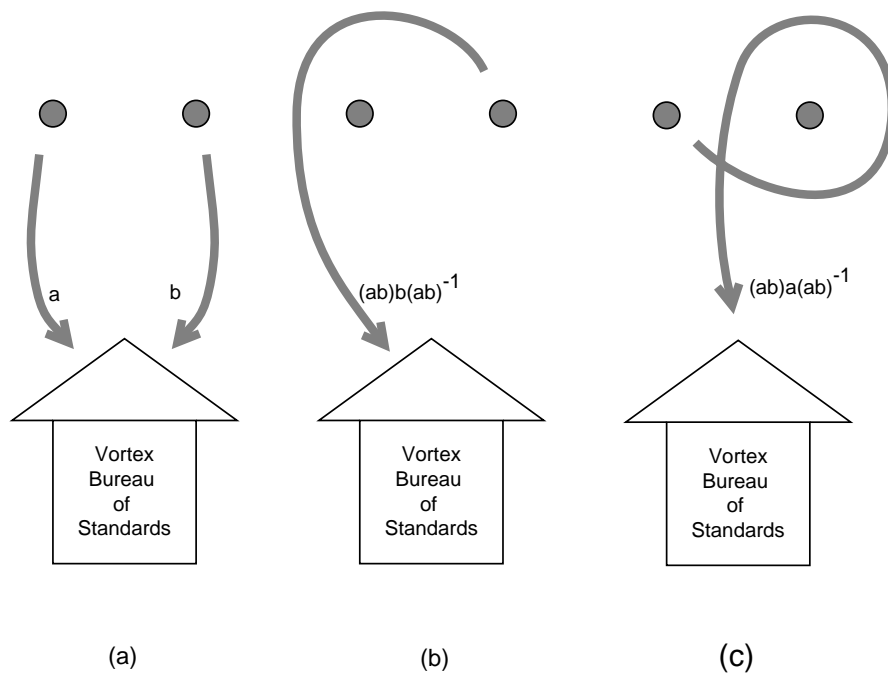 a
b
(ab)b(ab)-1
(ab)a(ab)-1
Vortex
Bureau
of
Standards
Vortex
Bureau
of
Standards
Vortex
Bureau
of
Standards
(a)
(b)
(c)